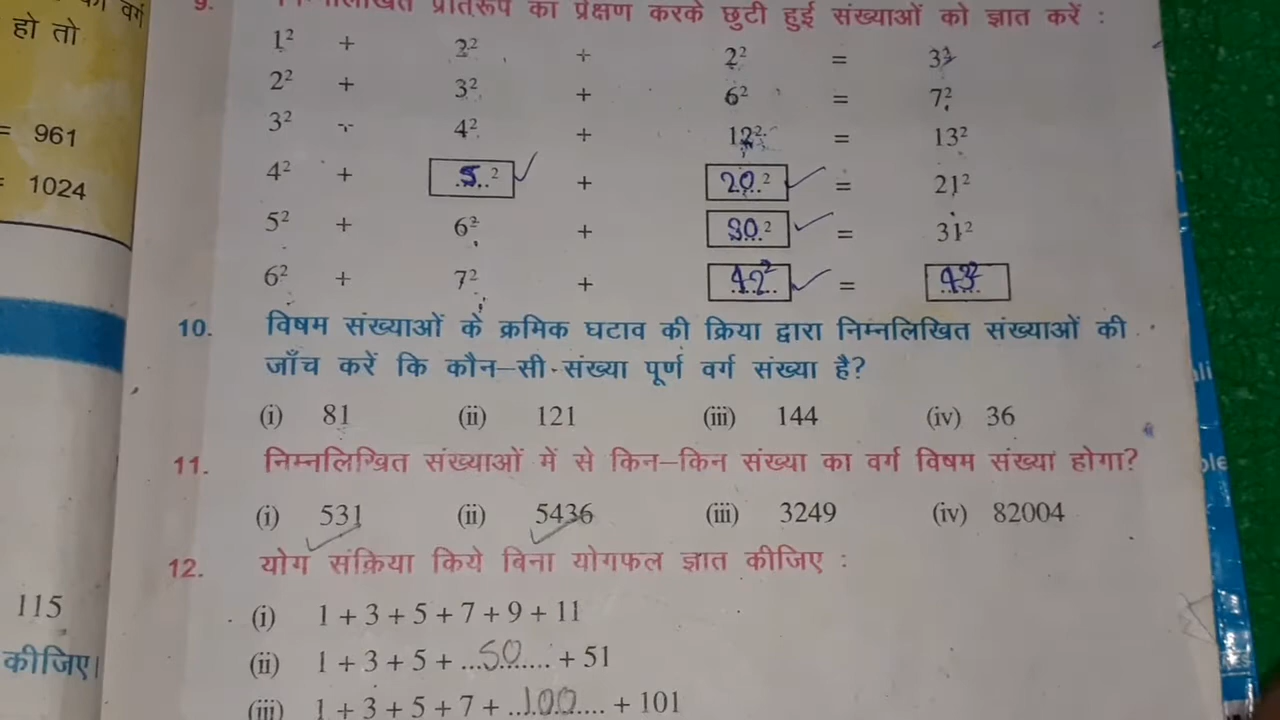 वर्ग
हो तो
= 961
= 1024
115
कीजिए।
9. निम्नलिखित प्रतिरूप का प्रेक्षण करके छुटी हुई संख्याओं को ज्ञात करें :
1² + 2² + 2² = 3²
2² + 3² + 6² = 7²
3² + 4² + 12² = 13²
4² + 5² + 20² = 21²
5² + 6² + 30² = 31²
6² + 7² + 42² = 43²
10. विषम संख्याओं के क्रमिक घटाव की क्रिया द्वारा निम्नलिखित संख्याओं की
जाँच करें कि कौन-सी संख्या पूर्ण वर्ग संख्या है?
(i) 81 (ii) 121 (iii) 144 (iv) 36
11. निम्नलिखित संख्याओं में से किन-किन संख्या का वर्ग विषम संख्या होगा?
(i) 531 (ii) 5436 (iii) 3249 (iv) 82004
12. योग संक्रिया किये बिना योगफल ज्ञात कीजिए :
(i) 1 + 3 + 5 + 7 + 9 + 11
(ii) 1 + 3 + 5 + ...50...... + 51
(iii) 1 + 3 + 5 + 7 + ..100.... + 101